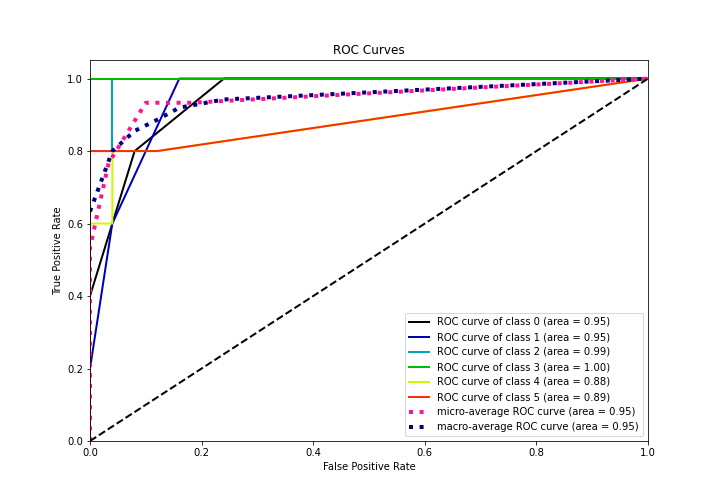 ROC Curves
True Positive Rate
1.0
0.8
0.6
0.4
0.2
0.0
0.0 0.2 0.4 0.6 0.8 1.0
False Positive Rate
ROC curve of class 0 (area = 0.95)
ROC curve of class 1 (area = 0.95)
ROC curve of class 2 (area = 0.99)
ROC curve of class 3 (area = 1.00)
ROC curve of class 4 (area = 0.88)
ROC curve of class 5 (area = 0.89)
micro-average ROC curve (area = 0.95)
macro-average ROC curve (area = 0.95)